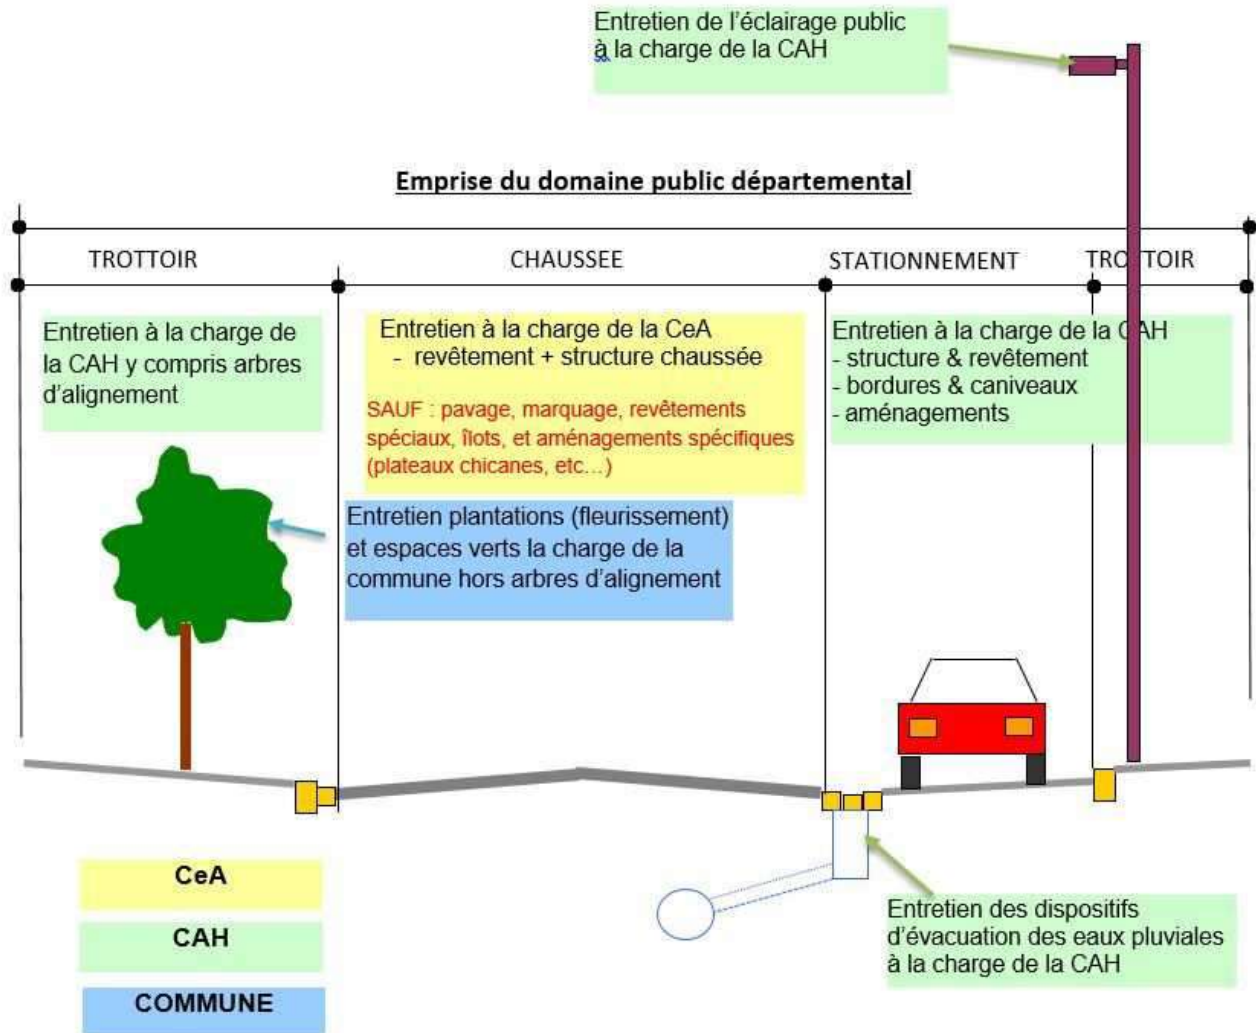 Entretien de l'éclairage public
à la charge de la CAH
Emprise du domaine public départemental
TROTTOIR
CHAUSSEE
STATIONNEMENT
TROTTOIR
Entretien à la charge de
la CAH y compris arbres
d'alignement
Entretien à la charge de la CeA
- revêtement + structure chaussée
SAUF : pavage, marquage, revêtements
spéciaux, îlots, et aménagements spécifiques
(plateaux chicanes, etc...)
Entretien à la charge de la CAH
- structure & revêtement
- bordures & caniveaux
- aménagements
Entretien plantations (fleurissement)
et espaces verts la charge de la
commune hors arbres d'alignement
CeA
CAH
COMMUNE
Entretien des dispositifs
d'évacuation des eaux pluviales
à la charge de la CAH